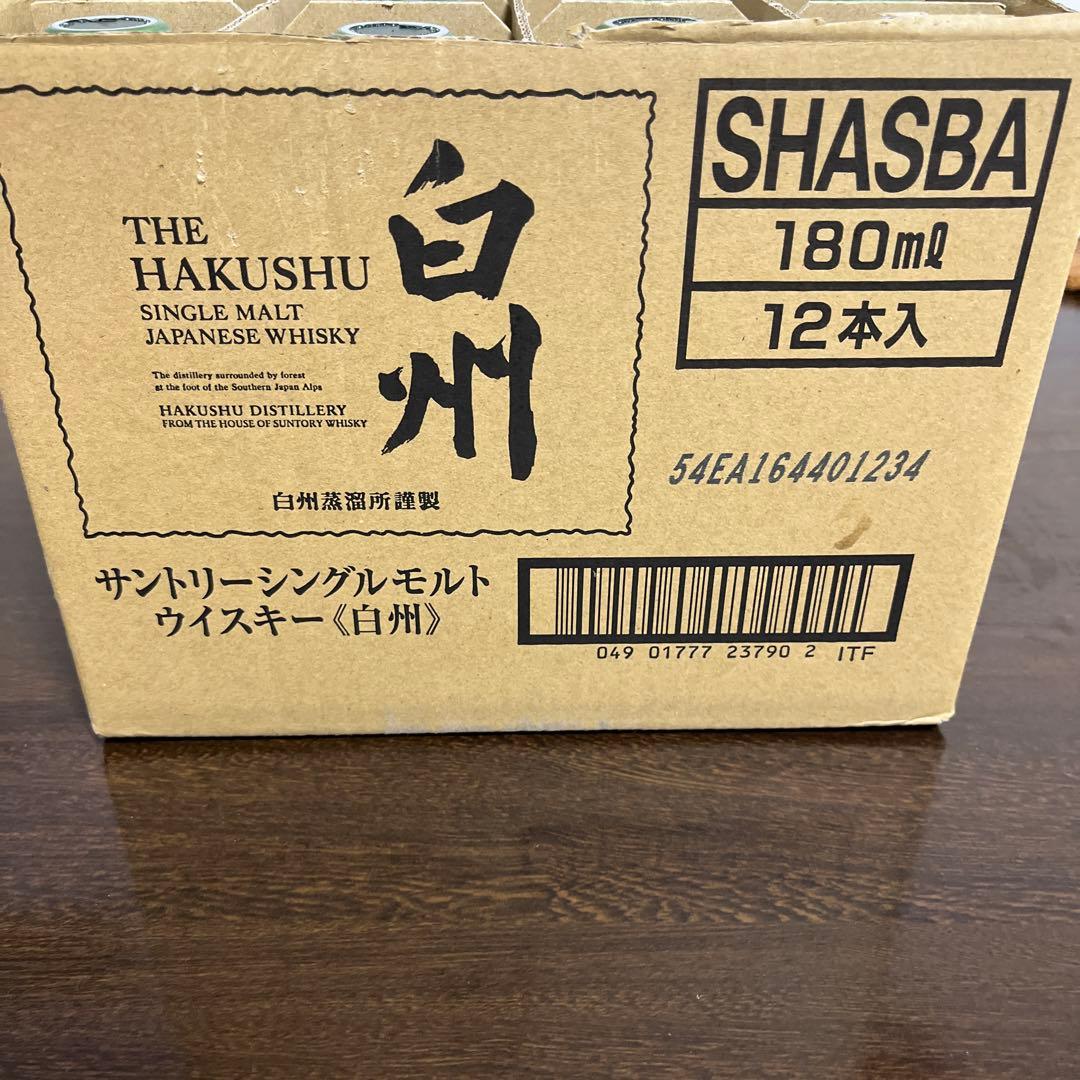 THE
HAKUSHU
SINGLE MALT
JAPANESE WHISKY
The distillery surrounded by forest
at the foot of the Southern Japan Alps
HAKUSHU DISTILLERY
FROM THE HOUSE OF SUNTORY WHISKY
白州
白州蒸溜所謹製
サントリーシングルモルト
ウイスキー《白州》
SHASBA
180ml
12本入
54EA164401234
049 01777 23790 2 ITF